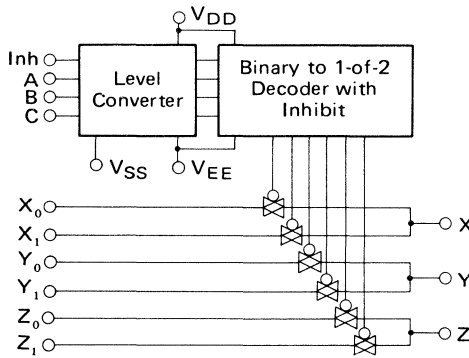 V_DD
Inh
A
B
C
Level
Converter
Binary to 1-of-2
Decoder with
Inhibit
V_SS
V_EE
X_0
X_1
X
Y_0
Y_1
Y
Z_0
Z_1
Z